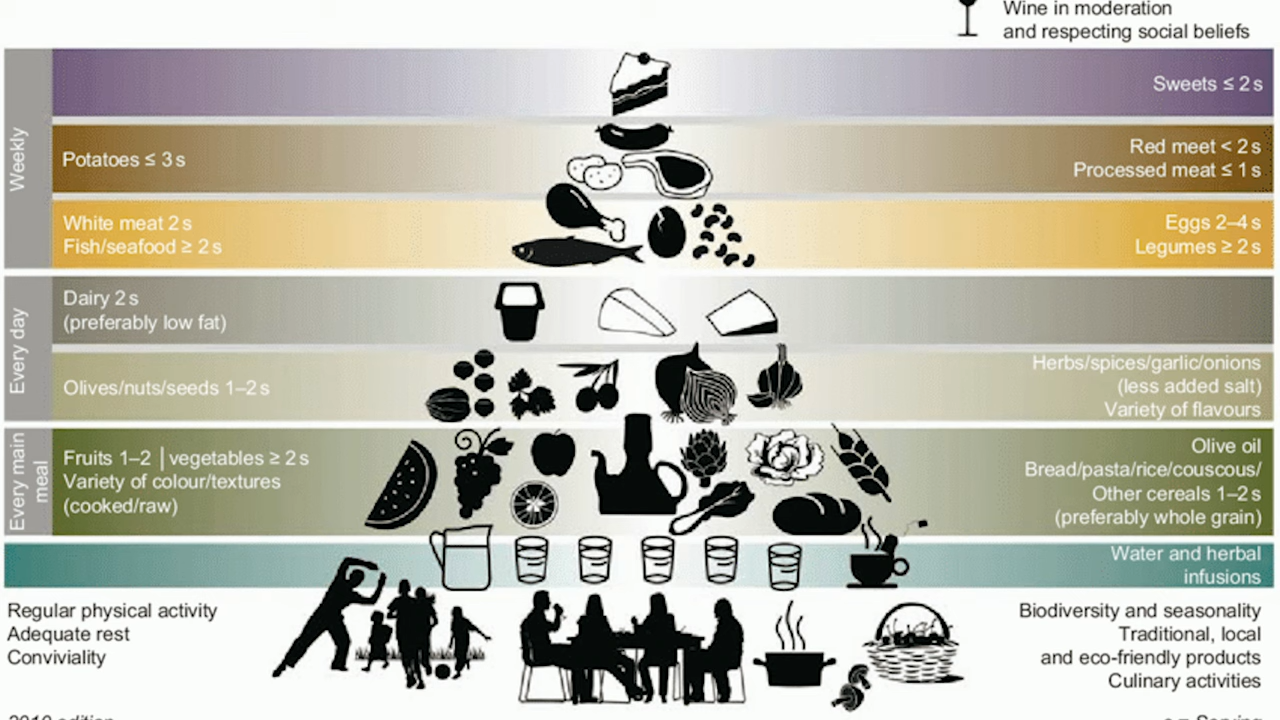 Wine in moderation
and respecting social beliefs
Weekly
Sweets ≤ 2 s
Potatoes ≤ 3 s
Red meet < 2 s
Processed meat ≤ 1 s
White meat 2 s
Fish/seafood ≥ 2 s
Eggs 2–4 s
Legumes ≥ 2 s
Every day
Dairy 2 s
(preferably low fat)
Olives/nuts/seeds 1–2 s
Herbs/spices/garlic/onions
(less added salt)
Variety of flavours
Every main
meal
Fruits 1–2 | vegetables ≥ 2 s
Variety of colour/textures
(cooked/raw)
Olive oil
Bread/pasta/rice/couscous/
Other cereals 1–2 s
(preferably whole grain)
Water and herbal
infusions
Regular physical activity
Adequate rest
Conviviality
Biodiversity and seasonality
Traditional, local
and eco-friendly products
Culinary activities
2010 edition
s = Serving